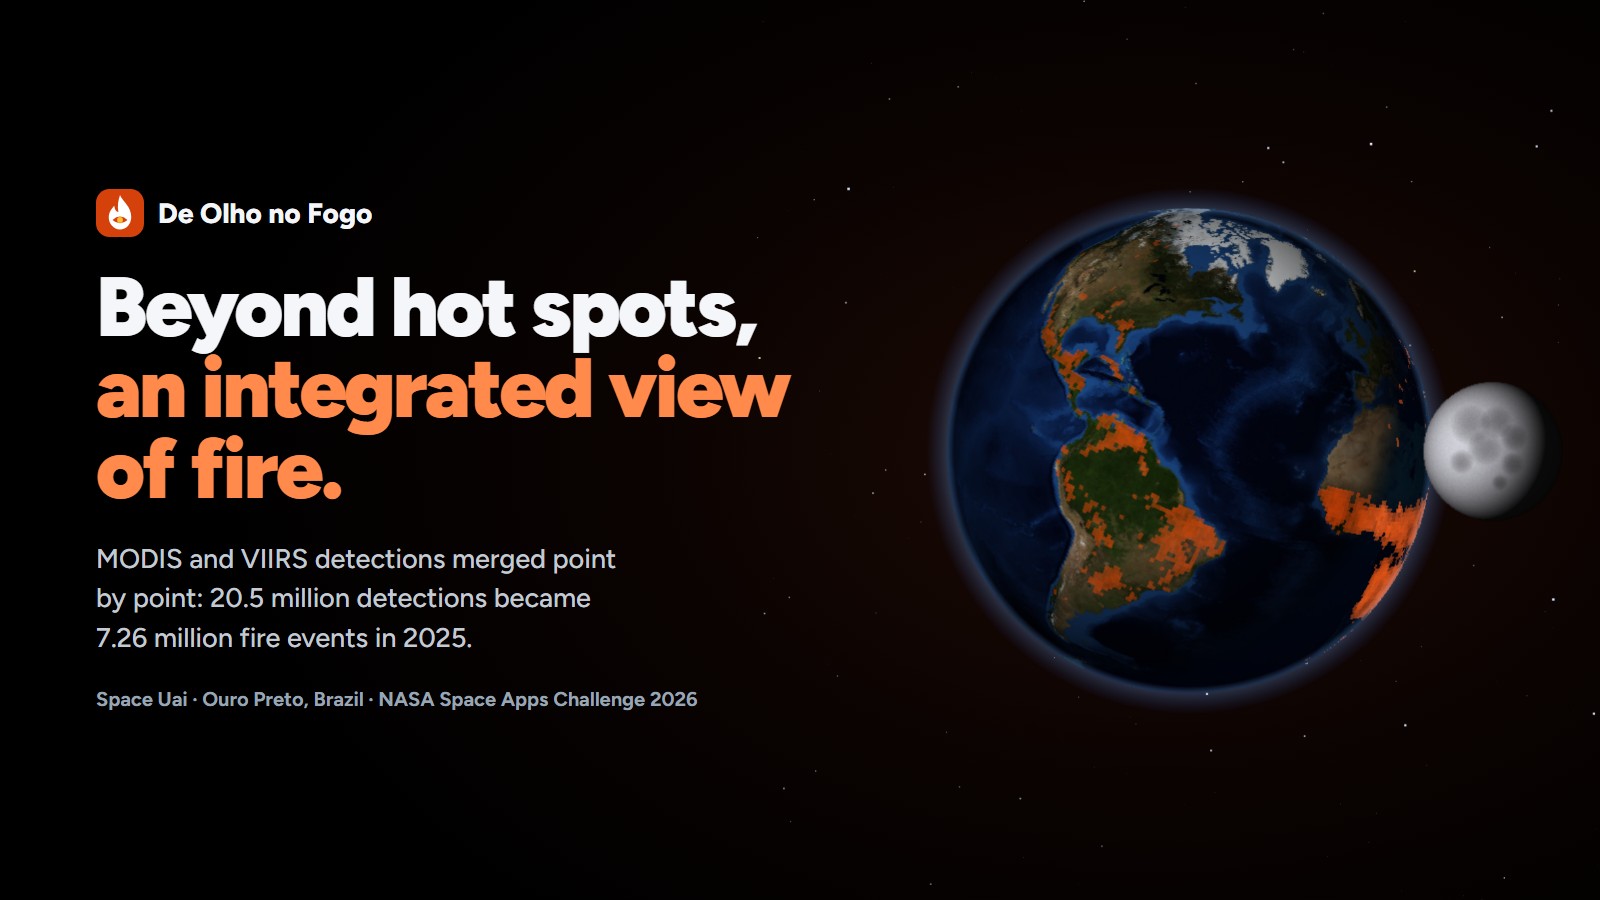 De Olho no Fogo
Beyond hot spots,
an integrated view
of fire.
MODIS and VIIRS detections merged point
by point: 20.5 million detections became
7.26 million fire events in 2025.
Space Uai · Ouro Preto, Brazil · NASA Space Apps Challenge 2026